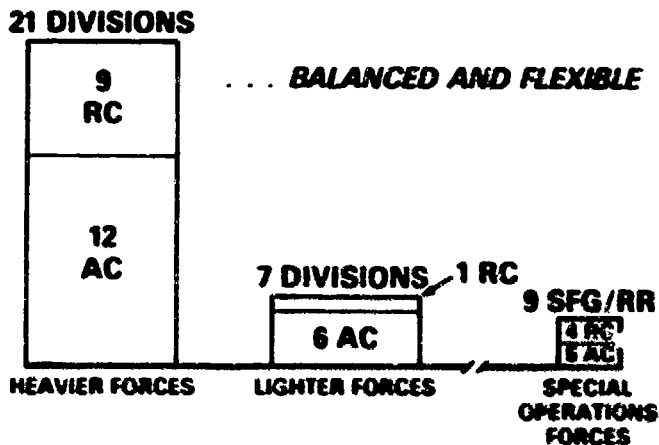 21 DIVISIONS
9
RC
. . . BALANCED AND FLEXIBLE
12
AC
7 DIVISIONS
1 RC
6 AC
9 SFG/RR
4 RC
5 AC
HEAVIER FORCES
LIGHTER FORCES
SPECIAL
OPERATIONS
FORCES